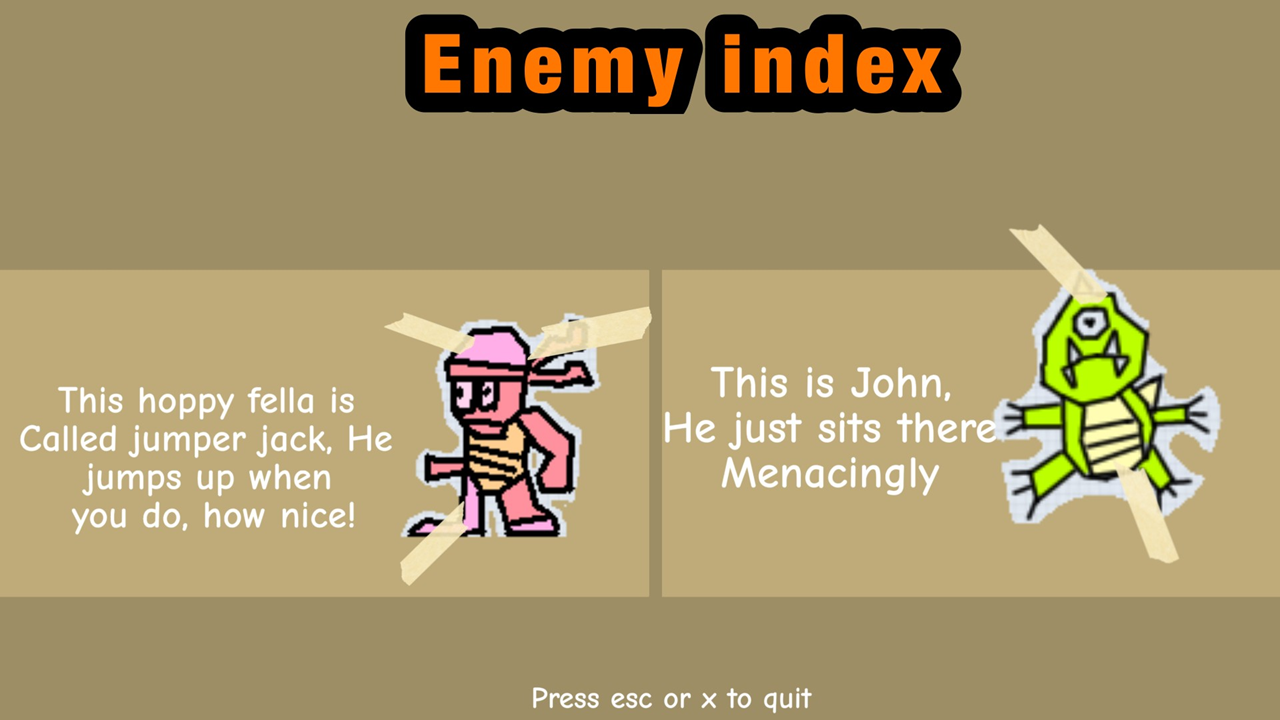 Enemy index
This hoppy fella is
Called jumper jack, He
jumps up when
you do, how nice!
This is John,
He just sits there
Menacingly
Press esc or x to quit